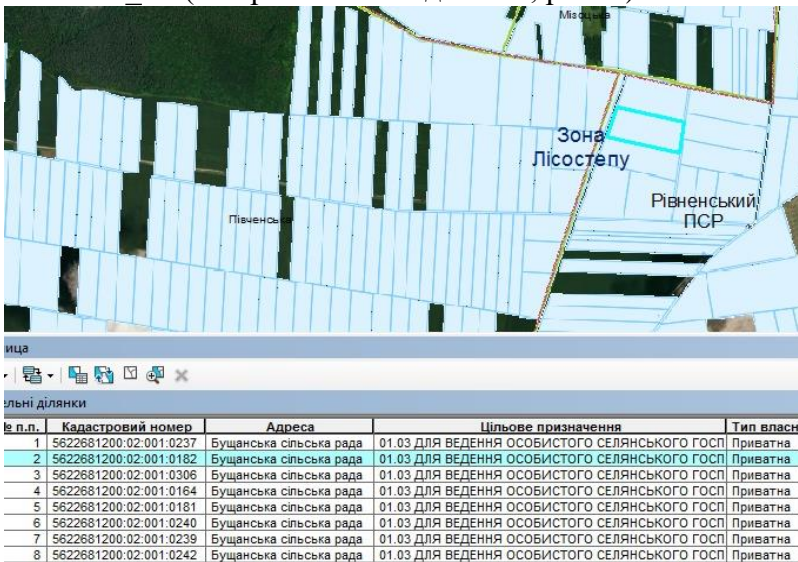 Мізоцька
Зона
Лісостепу
Рівненський
ПСР
Півченська
ица
ельні ділянки
№ п.п. Кадастровий номер Адреса Цільове призначення Тип власн
1 5622681200:02:001:0237 Бущанська сільська рада 01.03 ДЛЯ ВЕДЕННЯ ОСОБИСТОГО СЕЛЯНСЬКОГО ГОСП Приватна
2 5622681200:02:001:0182 Бущанська сільська рада 01.03 ДЛЯ ВЕДЕННЯ ОСОБИСТОГО СЕЛЯНСЬКОГО ГОСП Приватна
3 5622681200:02:001:0306 Бущанська сільська рада 01.03 ДЛЯ ВЕДЕННЯ ОСОБИСТОГО СЕЛЯНСЬКОГО ГОСП Приватна
4 5622681200:02:001:0164 Бущанська сільська рада 01.03 ДЛЯ ВЕДЕННЯ ОСОБИСТОГО СЕЛЯНСЬКОГО ГОСП Приватна
5 5622681200:02:001:0181 Бущанська сільська рада 01.03 ДЛЯ ВЕДЕННЯ ОСОБИСТОГО СЕЛЯНСЬКОГО ГОСП Приватна
6 5622681200:02:001:0240 Бущанська сільська рада 01.03 ДЛЯ ВЕДЕННЯ ОСОБИСТОГО СЕЛЯНСЬКОГО ГОСП Приватна
7 5622681200:02:001:0239 Бущанська сільська рада 01.03 ДЛЯ ВЕДЕННЯ ОСОБИСТОГО СЕЛЯНСЬКОГО ГОСП Приватна
8 5622681200:02:001:0242 Бущанська сільська рада 01.03 ДЛЯ ВЕДЕННЯ ОСОБИСТОГО СЕЛЯНСЬКОГО ГОСП Приватна